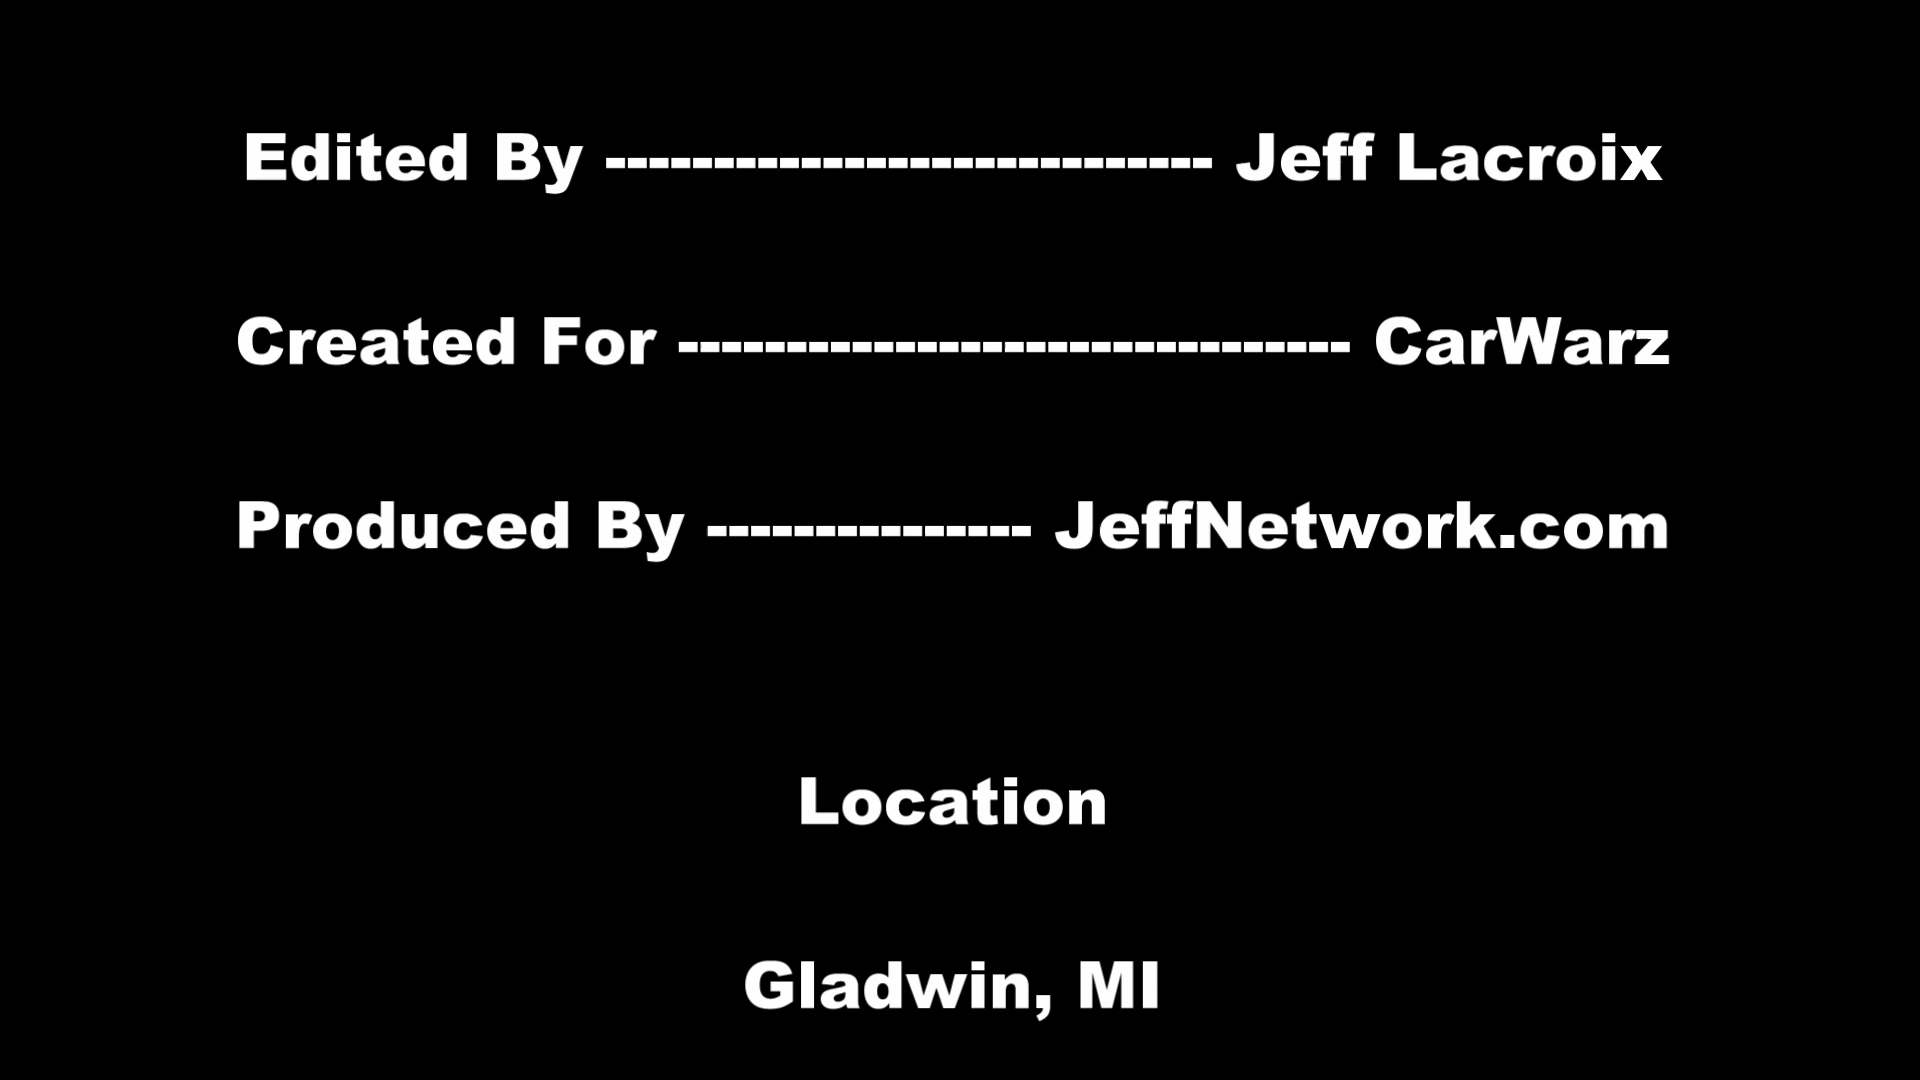 Edited By ---------------------------- Jeff Lacroix
Created For ------------------------------- CarWarz
Produced By --------------- JeffNetwork.com
Location
Gladwin, MI